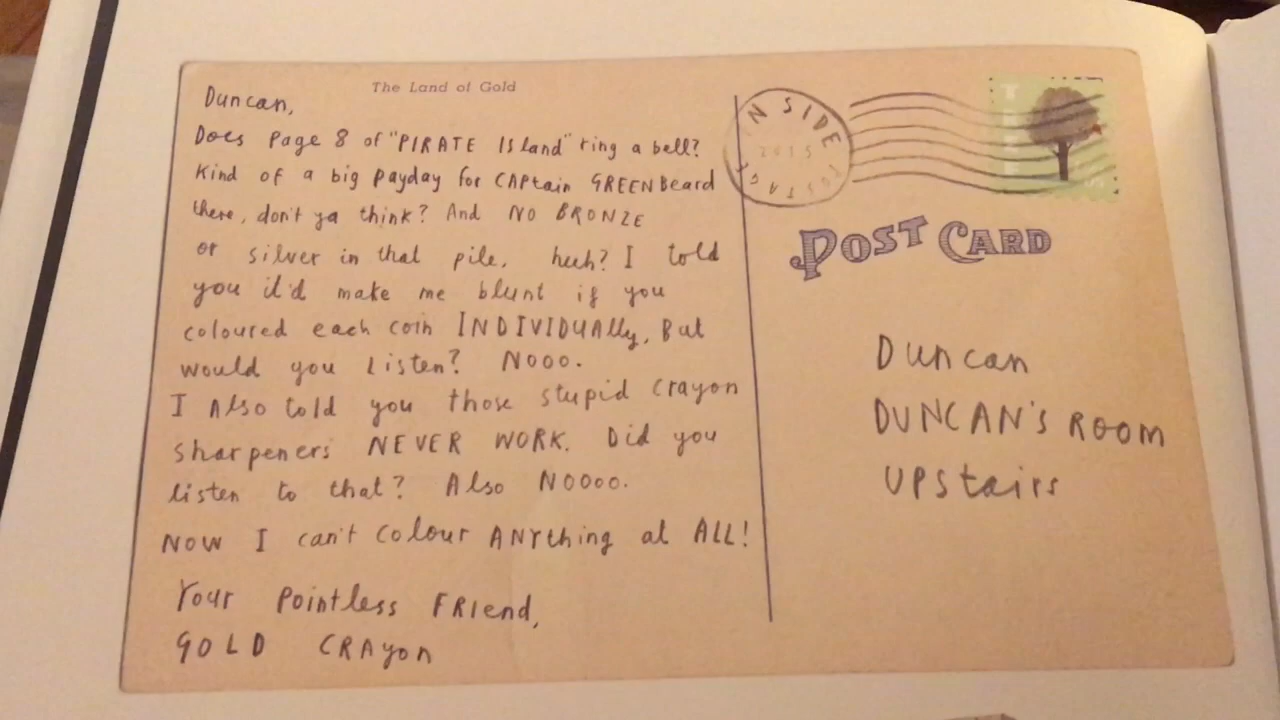 The Land of Gold
Duncan,
Does Page 8 of "PIRATE ISland" ring a bell?
Kind of a big payday for CAPtain GREENBeard
there, don't ya think? And NO BRONZE
or silver in that pile, huh? I told
you it'd make me blunt if you
coloured each coin INDIVIDUAlly, But
would you Listen? NOOO.
I Also told you those stupid crayon
sharpeners NEVER WORK. Did you
listen to that? Also NOOOO.
NOW I can't colour ANYthing at ALL!
Your Pointless FRIend,
GOLD CRAyon
IN SIDE
2015
POSTAGE
POST CARD
Duncan
DUNCAN'S ROOM
UPStairs